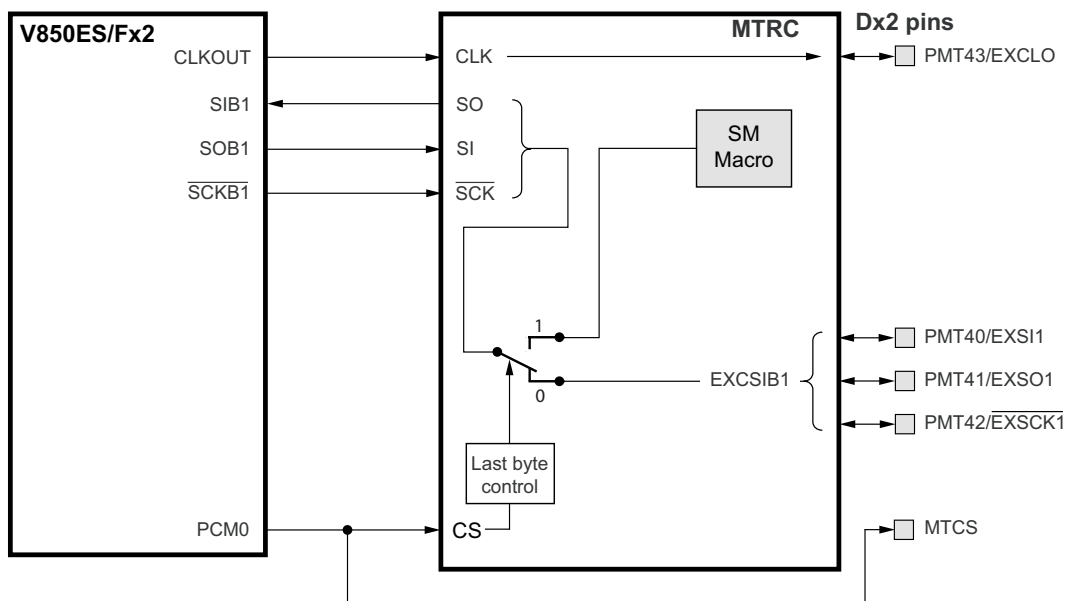 V850ES/Fx2
MTRC
Dx2 pins
CLKOUT
CLK
PMT43/EXCLO
SIB1
SO
SOB1
SI
SCKB1
SCK
SM
Macro
1
0
EXCSIB1
PMT40/EXSI1
PMT41/EXSO1
PMT42/EXSCK1
Last byte
control
PCM0
CS
MTCS